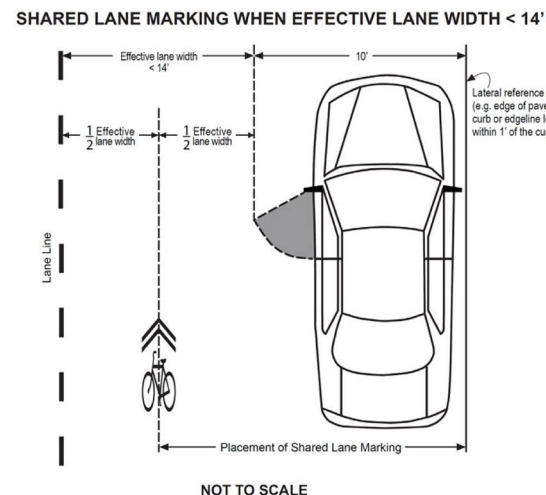 SHARED LANE MARKING WHEN EFFECTIVE LANE WIDTH < 14'
Effective lane width
< 14'
10'
Lateral reference
(e.g. edge of
curb or edgeline
within 1' of the
1/2 Effective lane width
1/2 Effective lane width
Lane Line
Placement of Shared Lane Marking
NOT TO SCALE